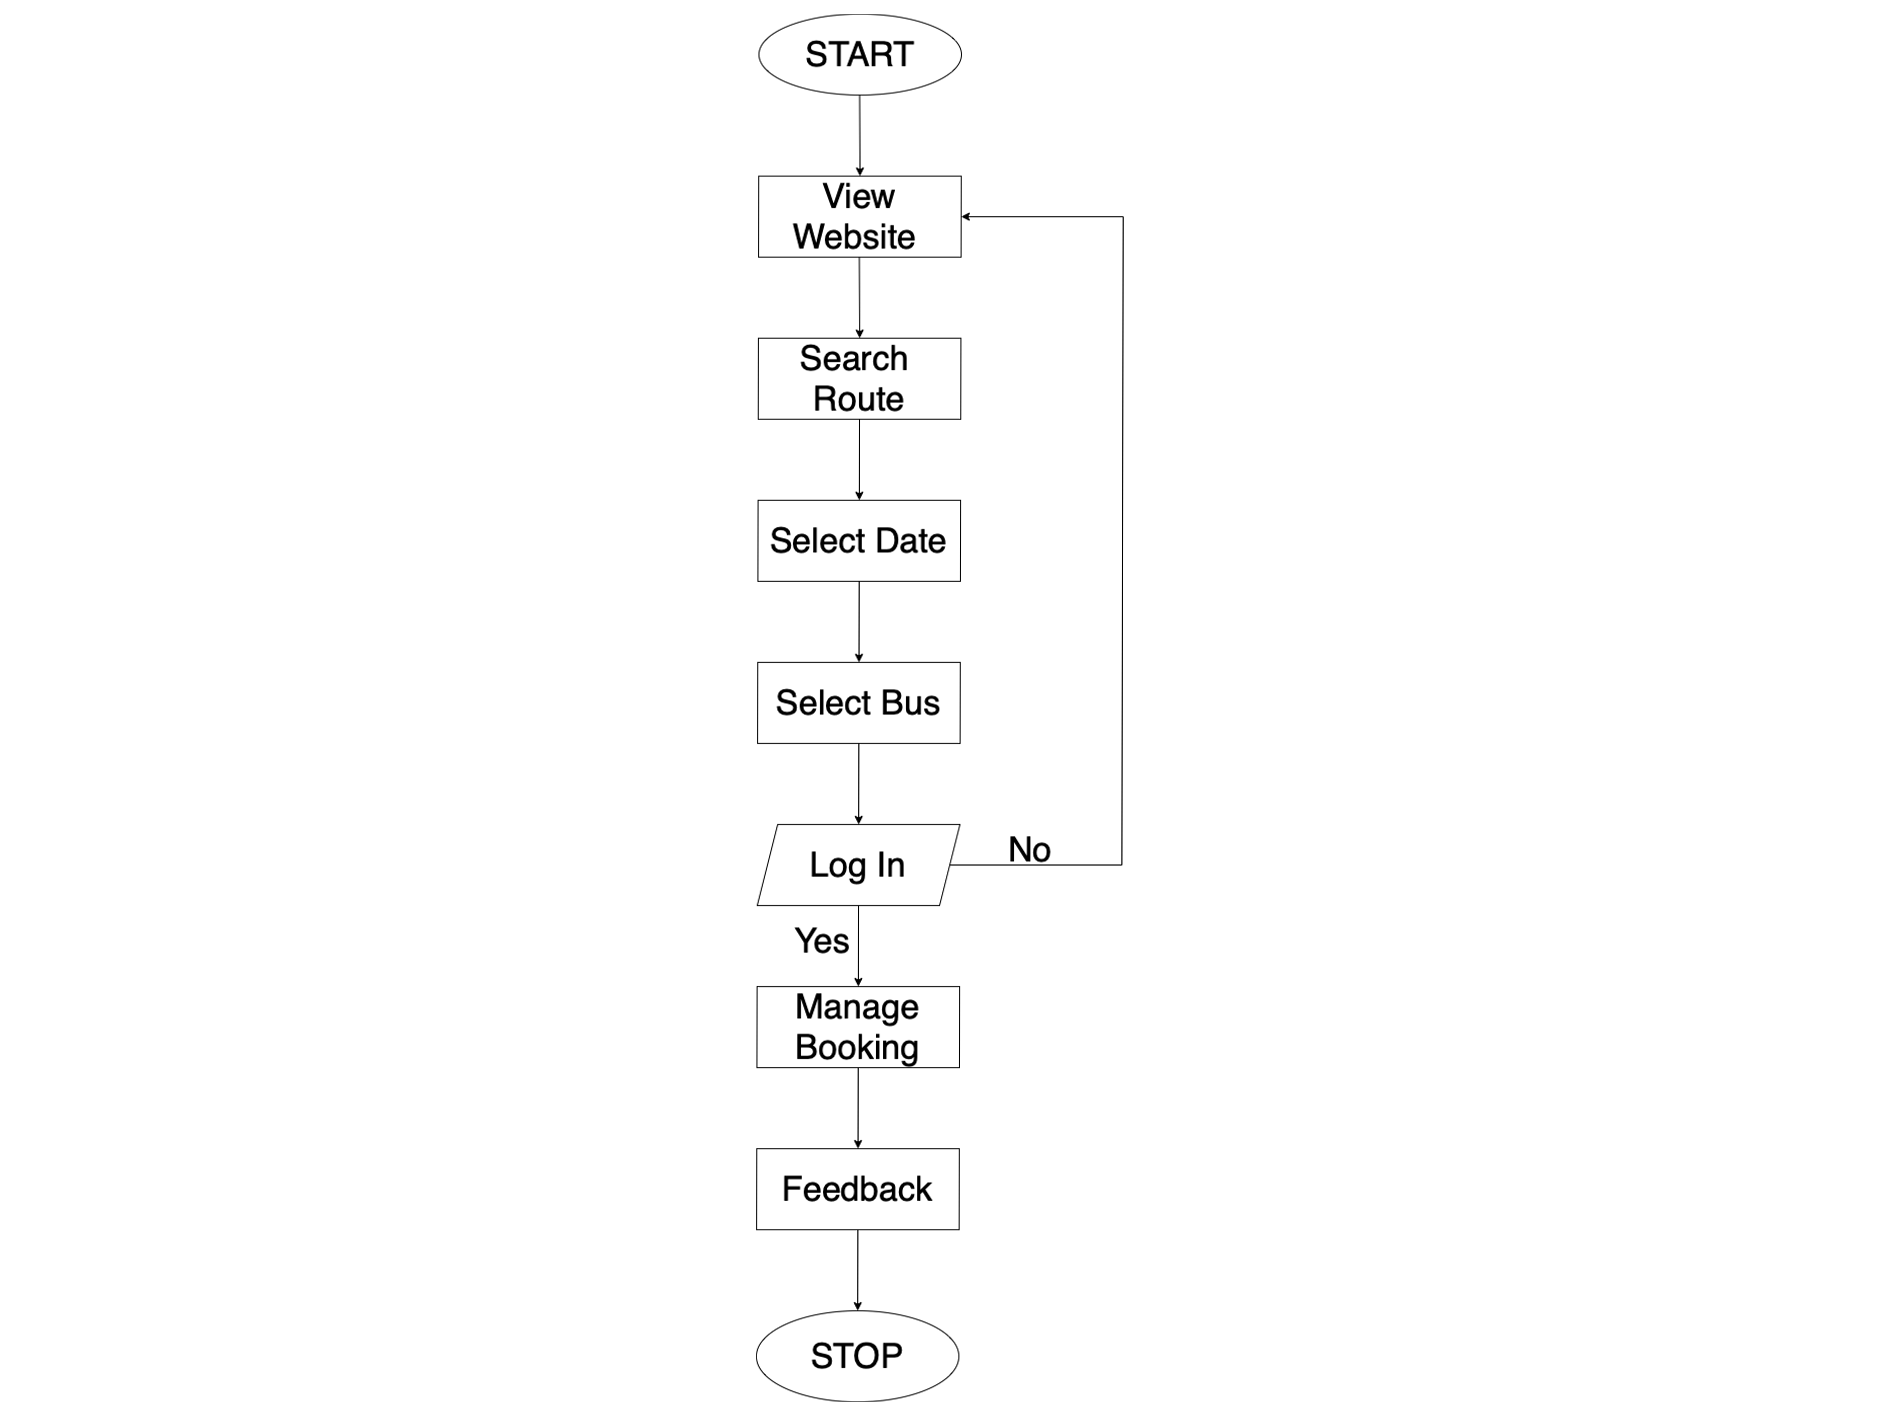 START
View
Website
Search
Route
Select Date
Select Bus
Log In
No
Yes
Manage
Booking
Feedback
STOP